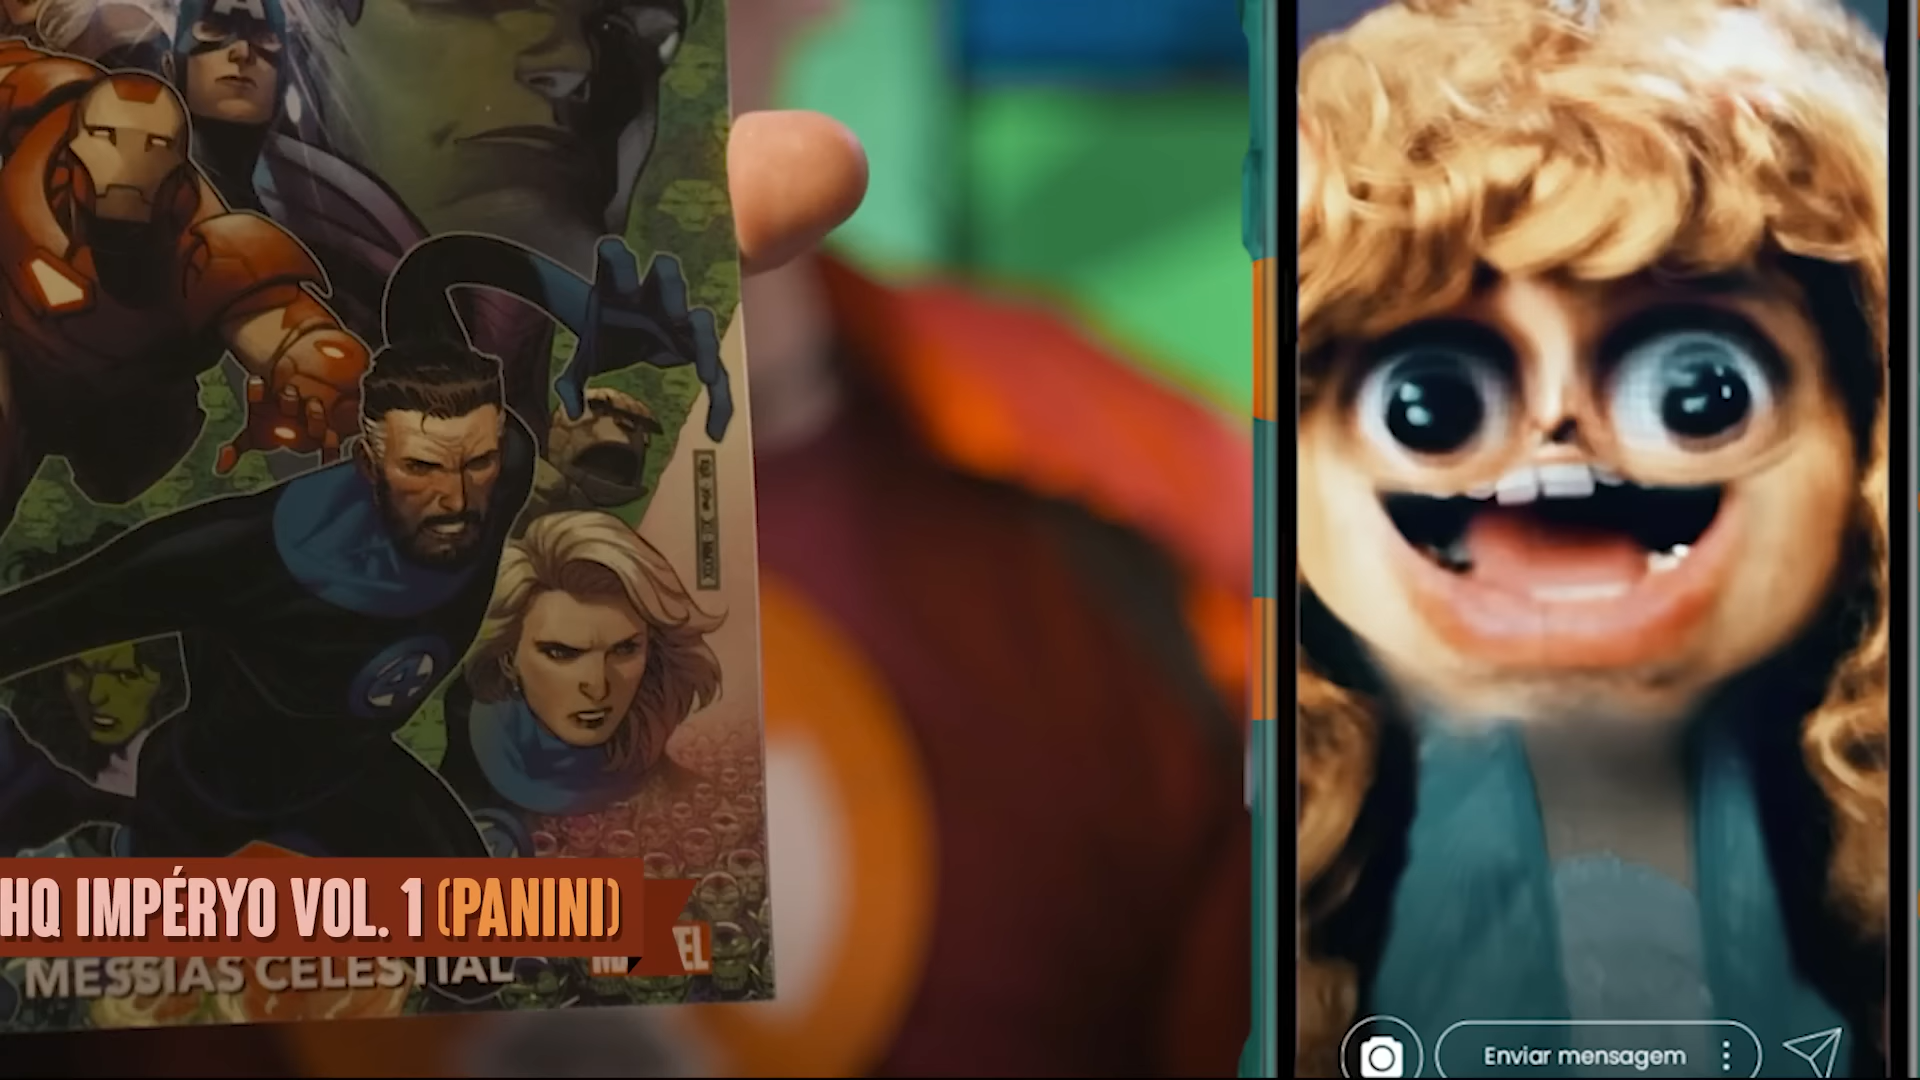 HQ IMPÉRYO VOL. 1 (PANINI)
MESSIAS CELESTIAL
Enviar mensagem